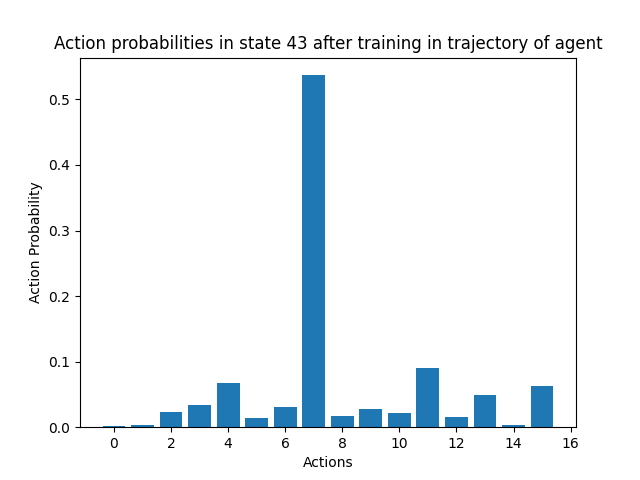 Action probabilities in state 43 after training in trajectory of agent
0.5
0.4
0.3
0.2
0.1
0.0
Action Probability
0 2 4 6 8 10 12 14 16
Actions